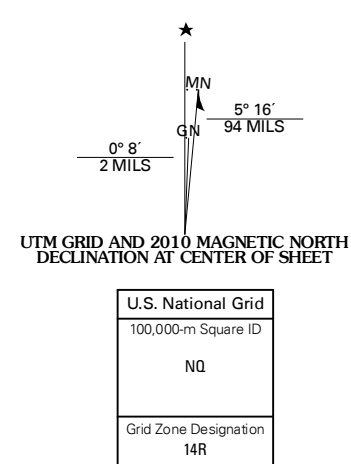 ★
MN
5° 16´
GN
94 MILS
0° 8´
2 MILS
UTM GRID AND 2010 MAGNETIC NORTH
DECLINATION AT CENTER OF SHEET
U.S. National Grid
100,000-m Square ID
NQ
Grid Zone Designation
14R